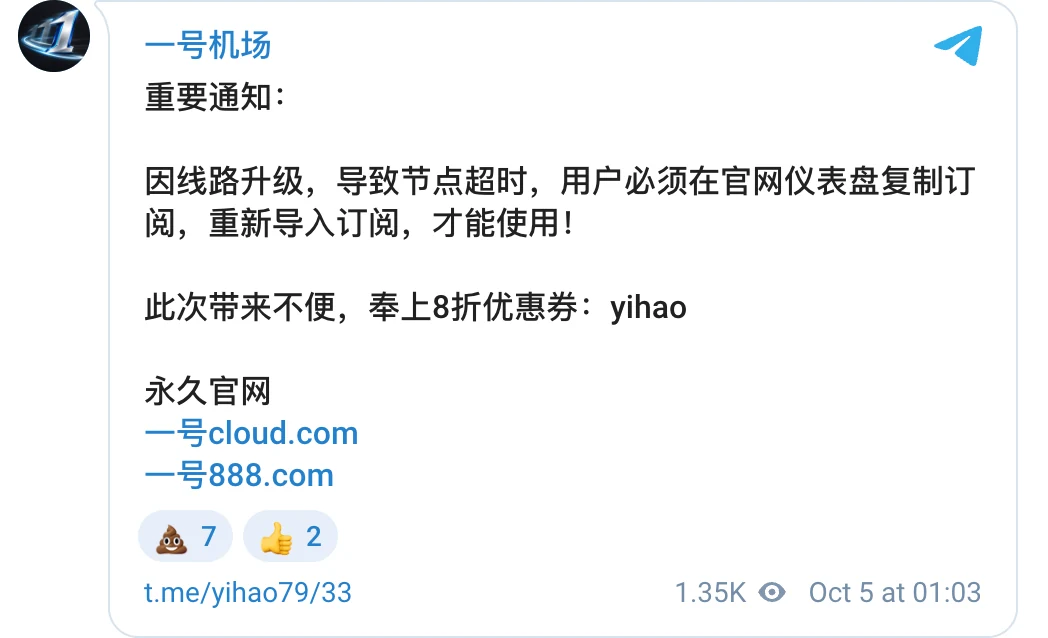 一号机场
重要通知：
因线路升级，导致节点超时，用户必须在官网仪表盘复制订
阅，重新导入订阅，才能使用！
此次带来不便，奉上8折优惠券：yihao
永久官网
一号cloud.com
一号888.com
💩 7 👍 2
t.me/yihao79/33 1.35K Oct 5 at 01:03